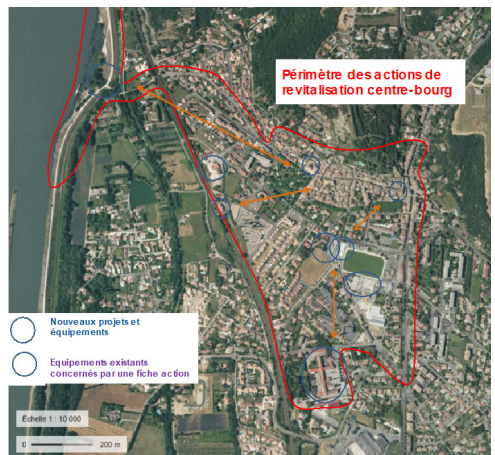 Périmètre des actions de
revitalisation centre-bourg
Nouveaux projets et
équipements
Equipements existants
concernés par une fiche action
Échelle 1 : 10 000
0 200 m